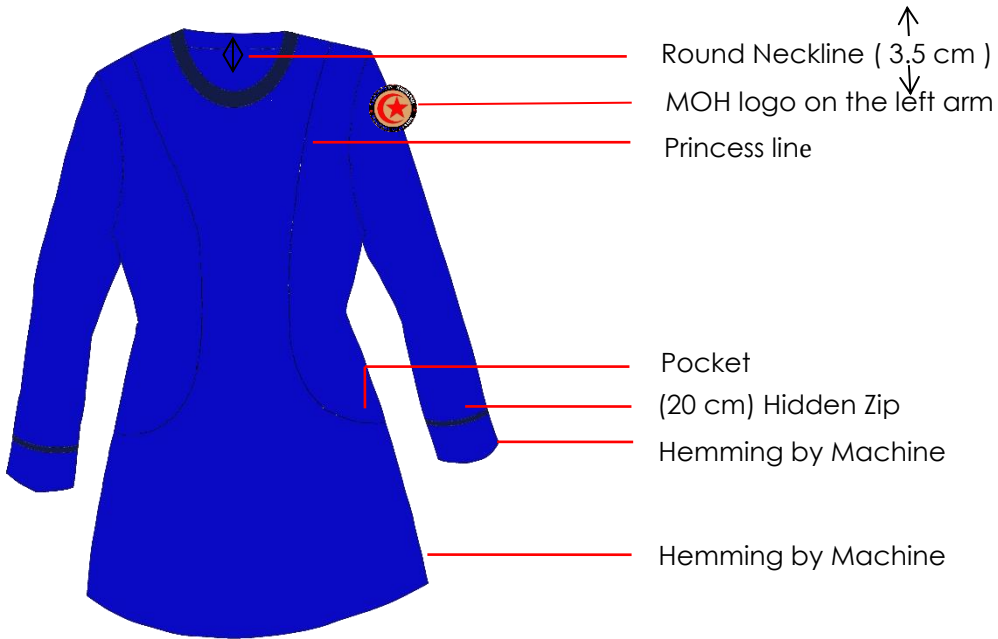 Round Neckline ( 3.5 cm )
MOH logo on the left arm
Princess line
Pocket
(20 cm) Hidden Zip
Hemming by Machine
Hemming by Machine